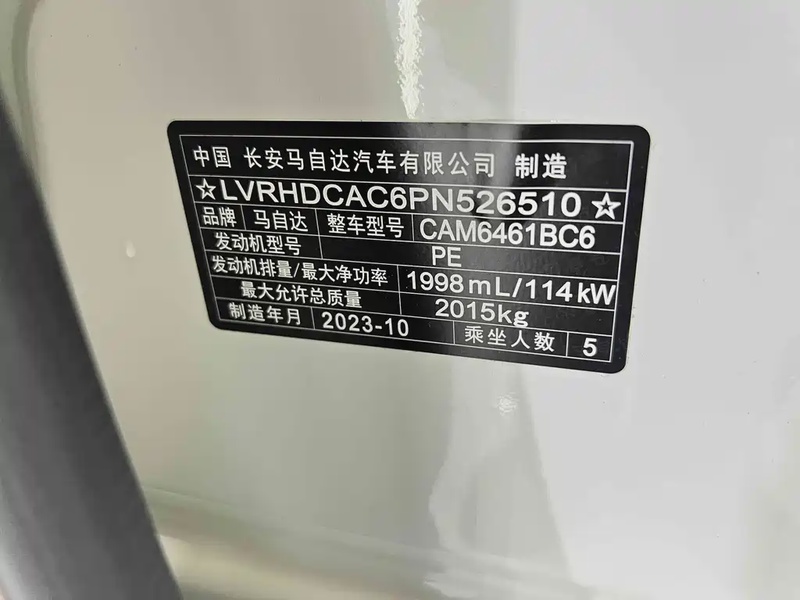 中国 长安马自达汽车有限公司 制造
☆LVRHDCAC6PN526510☆
品牌 马自达 整车型号 CAM6461BC6
发动机型号 PE
发动机排量/最大净功率 1998mL/114kW
最大允许总质量 2015kg
制造年月 2023-10 乘坐人数 5